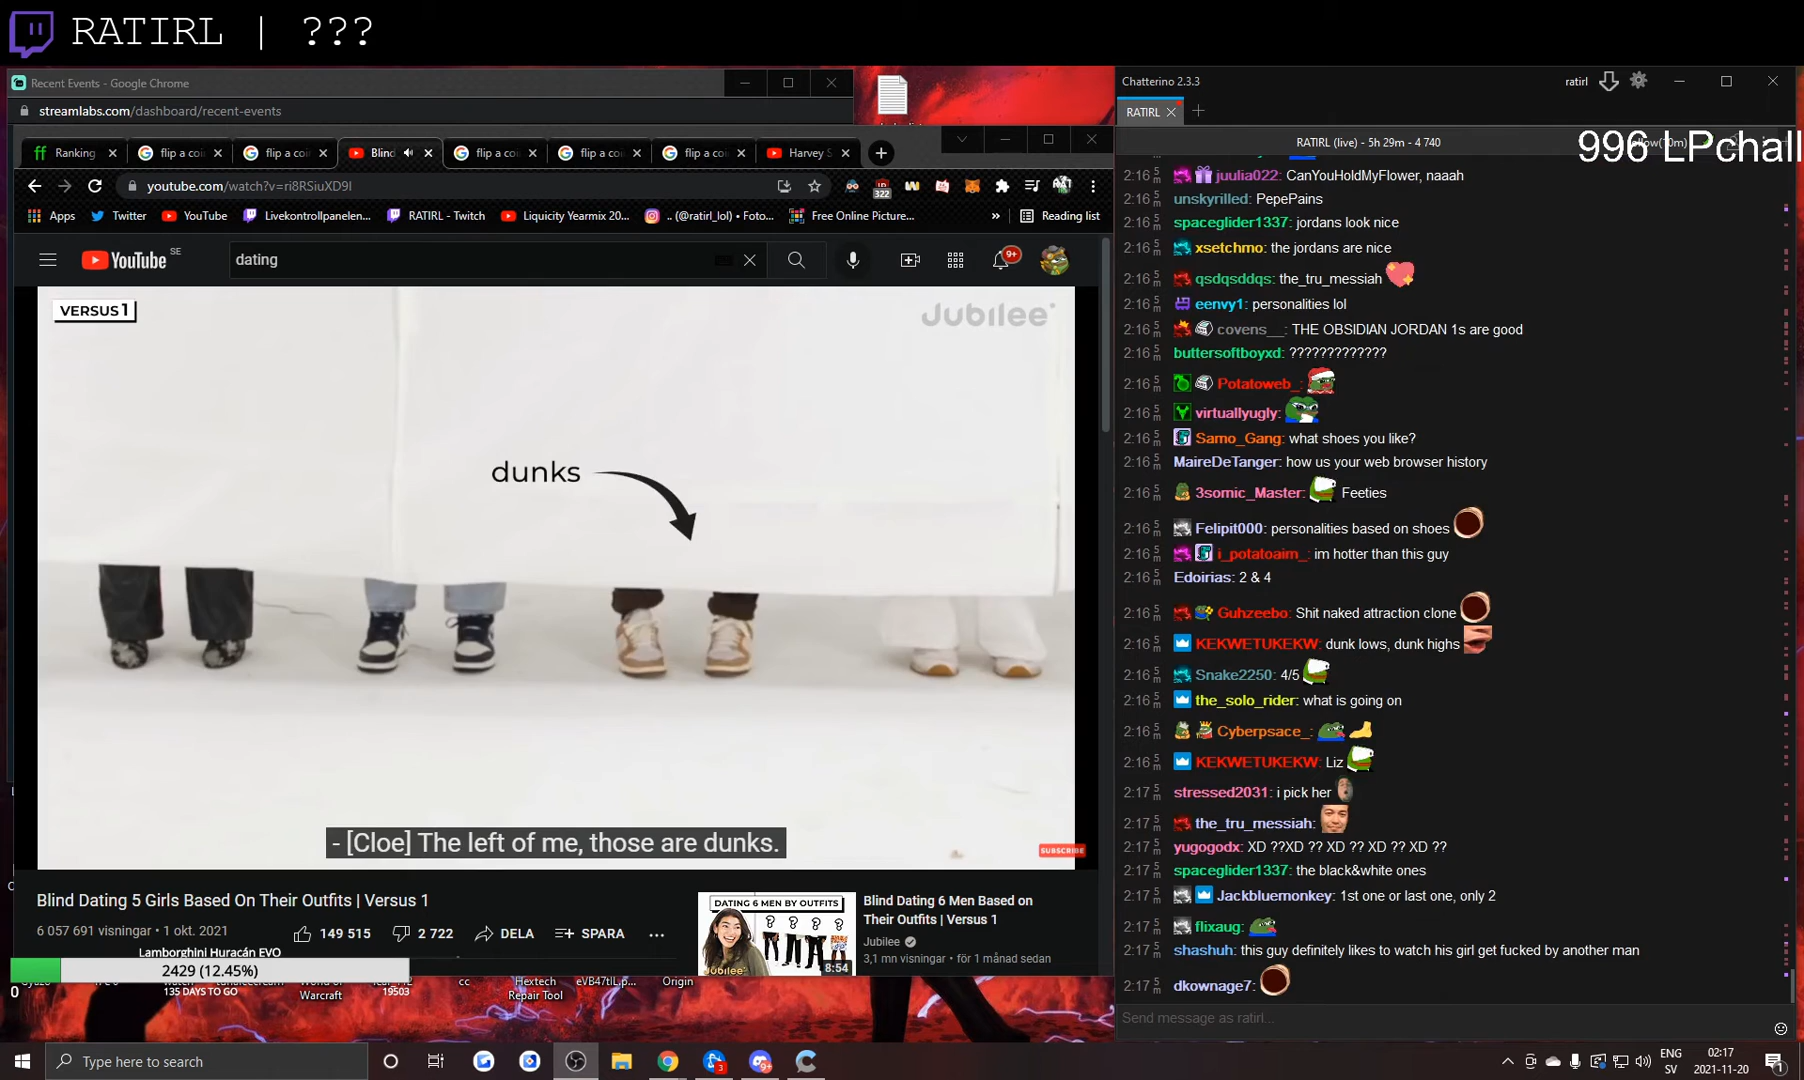 RATIRL | ???
Recent Events - Google Chrome
streamlabs.com/dashboard/recent-events
Ranking
flip a coi
flip a coi
Blind
flip a coi
flip a coi
flip a coi
Harvey S
youtube.com/watch?v=ri8RSiuXD9I
322
Apps
Twitter
YouTube
Livekontrollpanelen...
RATIRL - Twitch
Liquicity Yearmix 20...
.. (@ratirl_lol) • Foto...
Free Online Picture...
»
Reading list
YouTube SE
dating
9+
VERSUS 1
Jubilee
dunks
- [Cloe] The left of me, those are dunks.
SUBSCRIBE
Blind Dating 5 Girls Based On Their Outfits | Versus 1
6 057 691 visningar • 1 okt. 2021
149 515
2 722
DELA
SPARA
DATING 6 MEN BY OUTFITS
Jubilee
8:54
Blind Dating 6 Men Based on
Their Outfits | Versus 1
Jubilee
3,1 mn visningar • för 1 månad sedan
Lamborghini Huracán EVO
2429 (12.45%)
0
135 DAYS TO GO
19503
World of
Warcraft
cc
Hextech
Repair Tool
eVB47tIL.p...
Origin
Chatterino 2.3.3
ratirl
RATIRL
RATIRL (live) - 5h 29m - 4 740
996 LPchall
juulia022: CanYouHoldMyFlower, naaah
unskyrilled: PepePains
2:16 spaceglider1337: jordans look nice
2:16 xsetchmo: the jordans are nice
2:16 qsdqsddqs: the_tru_messiah
2:16 eenvy1: personalities lol
2:16 covens__: THE OBSIDIAN JORDAN 1s are good
2:16 buttersoftboyxd: ?????????????
2:16 Potatoweb_:
2:16 virtuallyugly:
2:16 Samo_Gang: what shoes you like?
2:16 MaireDeTanger: how us your web browser history
2:16 3somic_Master: Feeties
2:16 Felipit000: personalities based on shoes
2:16 i_potatoaim_: im hotter than this guy
2:16 Edoirias: 2 & 4
2:16 Guhzeebo: Shit naked attraction clone
2:16 KEKWETUKEKW: dunk lows, dunk highs
2:16 Snake2250: 4/5
2:16 the_solo_rider: what is going on
2:16 Cyberpsace_:
2:16 KEKWETUKEKW: Liz
2:17 stressed2031: i pick her
2:17 the_tru_messiah:
2:17 yugogodx: XD ??XD ?? XD ?? XD ?? XD ??
2:17 spaceglider1337: the black&white ones
2:17 Jackbluemonkey: 1st one or last one, only 2
2:17 flixaug:
2:17 shashuh: this guy definitely likes to watch his girl get fucked by another man
2:17 dkownage7:
Send message as ratirl...
Type here to search
3
9+
ENG
SV
02:17
2021-11-20
1